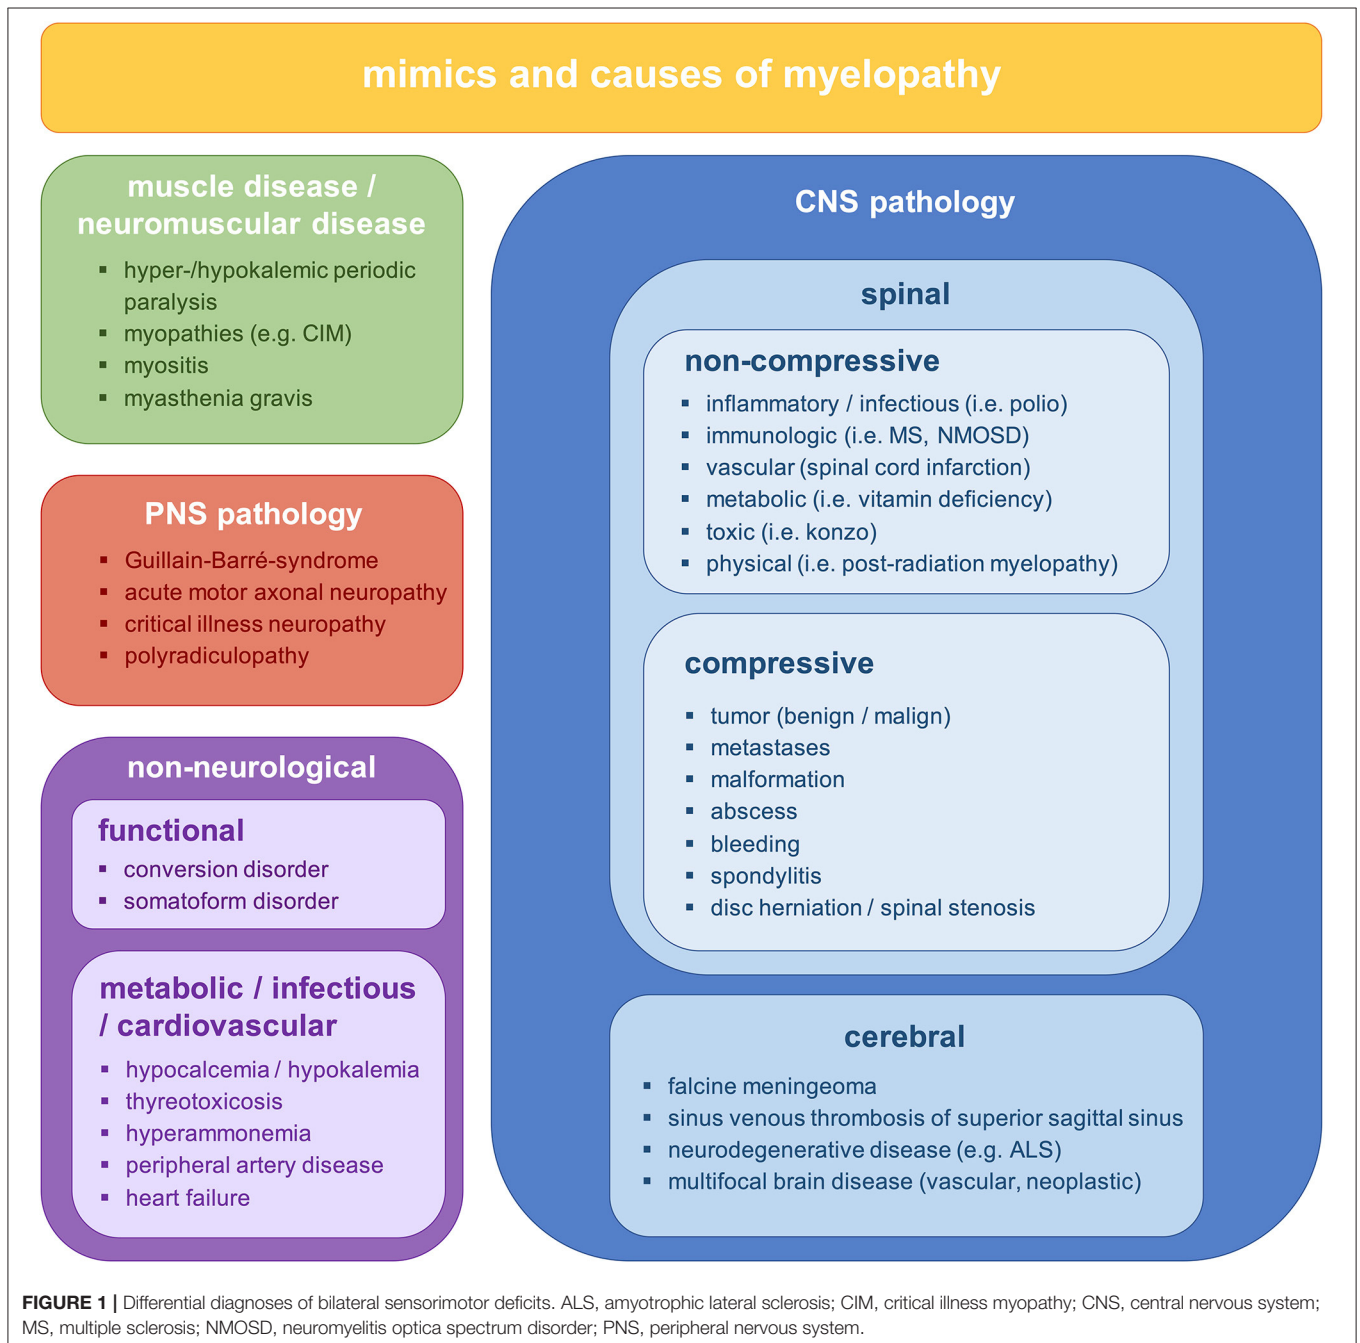 mimics and causes of myelopathy
muscle disease /
neuromuscular disease
▪ hyper-/hypokalemic periodic
paralysis
▪ myopathies (e.g. CIM)
▪ myositis
▪ myasthenia gravis
PNS pathology
▪ Guillain-Barré-syndrome
▪ acute motor axonal neuropathy
▪ critical illness neuropathy
▪ polyradiculopathy
non-neurological
functional
▪ conversion disorder
▪ somatoform disorder
metabolic / infectious
/ cardiovascular
▪ hypocalcemia / hypokalemia
▪ thyreotoxicosis
▪ hyperammonemia
▪ peripheral artery disease
▪ heart failure
CNS pathology
spinal
non-compressive
▪ inflammatory / infectious (i.e. polio)
▪ immunologic (i.e. MS, NMOSD)
▪ vascular (spinal cord infarction)
▪ metabolic (i.e. vitamin deficiency)
▪ toxic (i.e. konzo)
▪ physical (i.e. post-radiation myelopathy)
compressive
▪ tumor (benign / malign)
▪ metastases
▪ malformation
▪ abscess
▪ bleeding
▪ spondylitis
▪ disc herniation / spinal stenosis
cerebral
▪ falcine meningeoma
▪ sinus venous thrombosis of superior sagittal sinus
▪ neurodegenerative disease (e.g. ALS)
▪ multifocal brain disease (vascular, neoplastic)
FIGURE 1 | Differential diagnoses of bilateral sensorimotor deficits. ALS, amyotrophic lateral sclerosis; CIM, critical illness myopathy; CNS, central nervous system;
MS, multiple sclerosis; NMOSD, neuromyelitis optica spectrum disorder; PNS, peripheral nervous system.